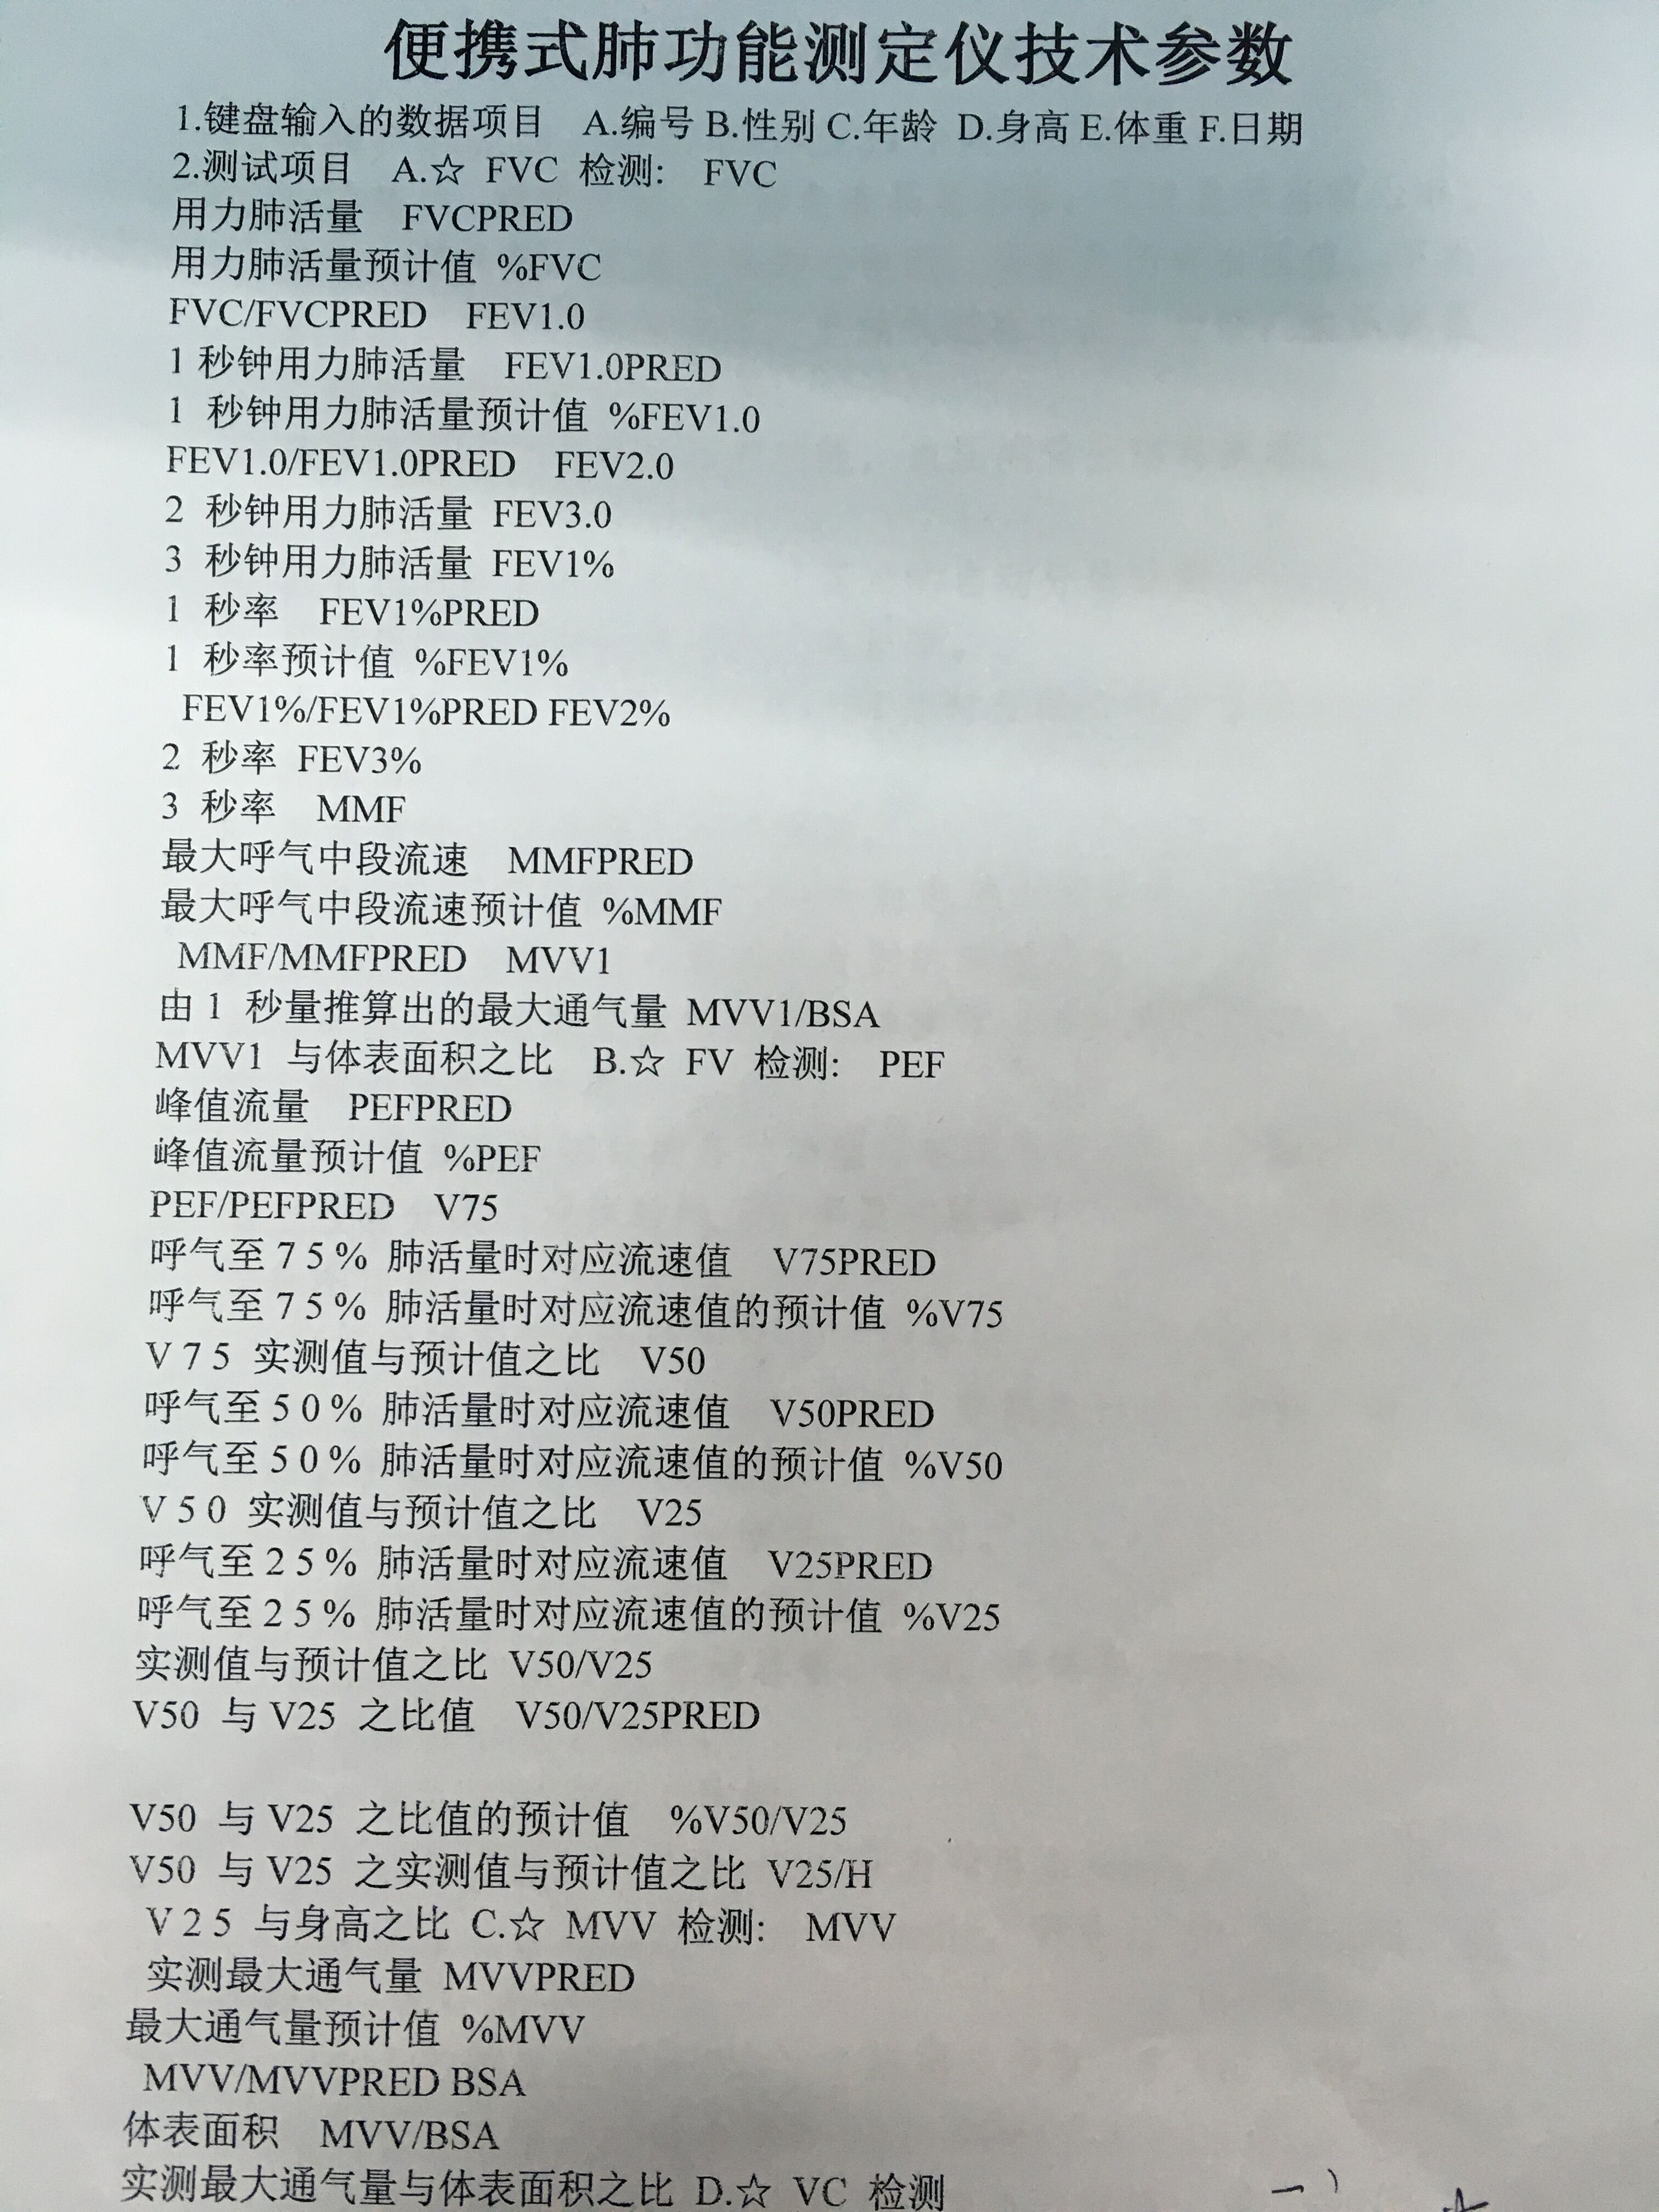 便携式肺功能测定仪技术参数
1.键盘输入的数据项目 A.编号 B.性别 C.年龄 D.身高 E.体重 F.日期
2.测试项目 A.☆ FVC 检测: FVC
用力肺活量 FVCPRED
用力肺活量预计值 %FVC
FVC/FVCPRED FEV1.0
1 秒钟用力肺活量 FEV1.0PRED
1 秒钟用力肺活量预计值 %FEV1.0
FEV1.0/FEV1.0PRED FEV2.0
2 秒钟用力肺活量 FEV3.0
3 秒钟用力肺活量 FEV1%
1 秒率 FEV1%PRED
1 秒率预计值 %FEV1%
FEV1%/FEV1%PRED FEV2%
2 秒率 FEV3%
3 秒率 MMF
最大呼气中段流速 MMFPRED
最大呼气中段流速预计值 %MMF
MMF/MMFPRED MVV1
由 1 秒量推算出的最大通气量 MVV1/BSA
MVV1 与体表面积之比 B.☆ FV 检测: PEF
峰值流量 PEFPRED
峰值流量预计值 %PEF
PEF/PEFPRED V75
呼气至 7 5 % 肺活量时对应流速值 V75PRED
呼气至 7 5 % 肺活量时对应流速值的预计值 %V75
V 7 5 实测值与预计值之比 V50
呼气至 5 0 % 肺活量时对应流速值 V50PRED
呼气至 5 0 % 肺活量时对应流速值的预计值 %V50
V 5 0 实测值与预计值之比 V25
呼气至 2 5 % 肺活量时对应流速值 V25PRED
呼气至 2 5 % 肺活量时对应流速值的预计值 %V25
实测值与预计值之比 V50/V25
V50 与 V25 之比值 V50/V25PRED
V50 与 V25 之比值的预计值 %V50/V25
V50 与 V25 之实测值与预计值之比 V25/H
V 2 5 与身高之比 C.☆ MVV 检测: MVV
实测最大通气量 MVVPRED
最大通气量预计值 %MVV
MVV/MVVPRED BSA
体表面积 MVV/BSA
实测最大通气量与体表面积之比 D.☆ VC 检测